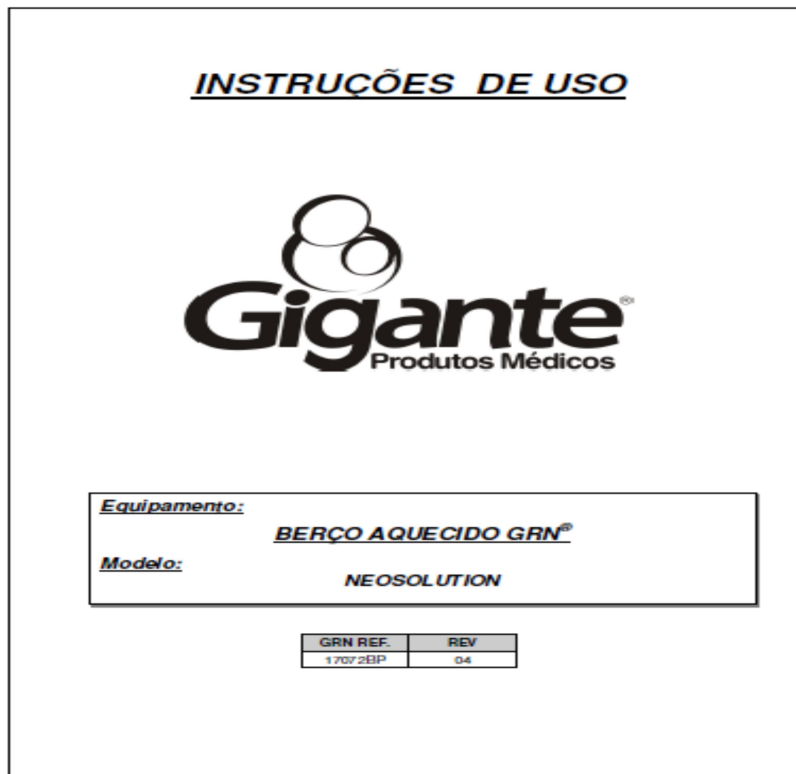 INSTRUÇÕES DE USO
Gigante®
Produtos Médicos
Equipamento:
BERÇO AQUECIDO GRN®
Modelo:
NEOSOLUTION
GRN REF. REV
17072BP 04